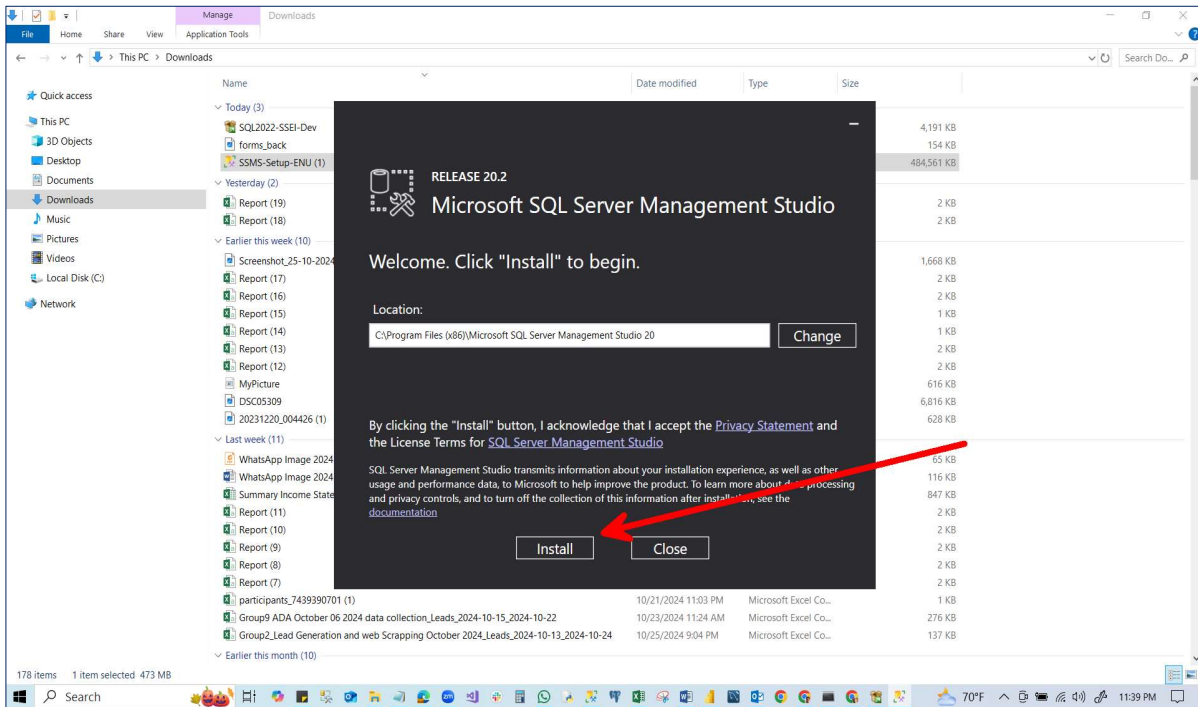 Manage
Downloads
File
Home
Share
View
Application Tools
This PC > Downloads
Search Do...
Name
Date modified
Type
Size
Quick access
This PC
3D Objects
Desktop
Documents
Downloads
Music
Pictures
Videos
Local Disk (C:)
Network
Today (3)
SQL2022-SSEI-Dev
4,191 KB
forms_back
154 KB
SSMS-Setup-ENU (1)
484,561 KB
Yesterday (2)
Report (19)
2 KB
Report (18)
2 KB
Earlier this week (10)
Screenshot_25-10-2024
1,668 KB
Report (17)
2 KB
Report (16)
2 KB
Report (15)
1 KB
Report (14)
1 KB
Report (13)
2 KB
Report (12)
2 KB
MyPicture
616 KB
DSC05309
6,816 KB
20231220_004426 (1)
628 KB
Last week (11)
WhatsApp Image 2024
65 KB
WhatsApp Image 2024
116 KB
Summary Income State
847 KB
Report (11)
2 KB
Report (10)
2 KB
Report (9)
2 KB
Report (8)
2 KB
Report (7)
2 KB
participants_7439390701 (1)
10/21/2024 11:03 PM
Microsoft Excel Co...
1 KB
Group9 ADA October 06 2024 data collection_Leads_2024-10-15_2024-10-22
10/23/2024 11:24 AM
Microsoft Excel Co...
276 KB
Group2_Lead Generation and web Scrapping October 2024_Leads_2024-10-13_2024-10-24
10/25/2024 9:04 PM
Microsoft Excel Co...
137 KB
Earlier this month (10)
RELEASE 20.2
Microsoft SQL Server Management Studio
Welcome. Click "Install" to begin.
Location:
C:\Program Files (x86)\Microsoft SQL Server Management Studio 20
Change
By clicking the "Install" button, I acknowledge that I accept the Privacy Statement and
the License Terms for SQL Server Management Studio
SQL Server Management Studio transmits information about your installation experience, as well as other
usage and performance data, to Microsoft to help improve the product. To learn more about data processing
and privacy controls, and to turn off the collection of this information after installation, see the
documentation
Install
Close
178 items
1 item selected 473 MB
Search
70°F
11:39 PM